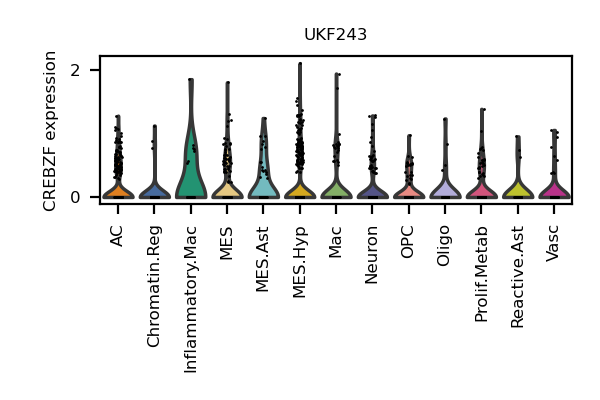 UKF243
CREBZF expression
2
0
AC
Chromatin.Reg
Inflammatory.Mac
MES
MES.Ast
MES.Hyp
Mac
Neuron
OPC
Oligo
Prolif.Metab
Reactive.Ast
Vasc